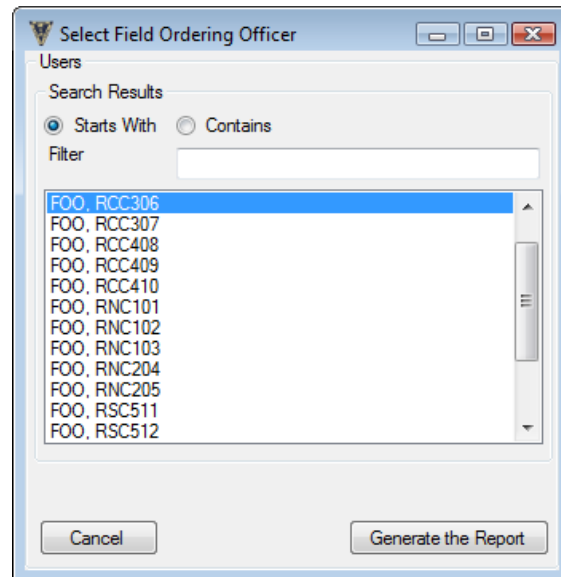 Select Field Ordering Officer
Users
Search Results
Starts With Contains
Filter
FOO, RCC306
FOO, RCC307
FOO, RCC408
FOO, RCC409
FOO, RCC410
FOO, RNC101
FOO, RNC102
FOO, RNC103
FOO, RNC204
FOO, RNC205
FOO, RSC511
FOO, RSC512
Cancel Generate the Report